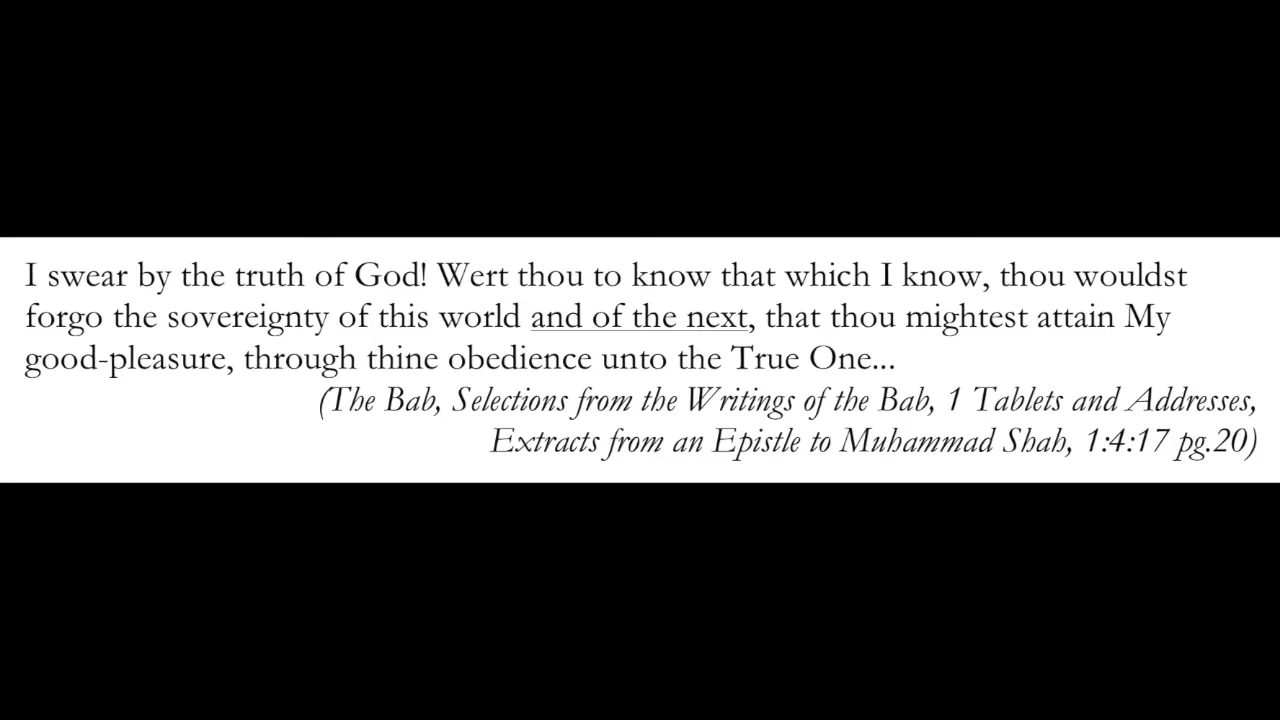 I swear by the truth of God! Wert thou to know that which I know, thou wouldst
forgo the sovereignty of this world and of the next, that thou mightest attain My
good-pleasure, through thine obedience unto the True One...
(The Bab, Selections from the Writings of the Bab, 1 Tablets and Addresses,
Extracts from an Epistle to Muhammad Shah, 1:4:17 pg.20)